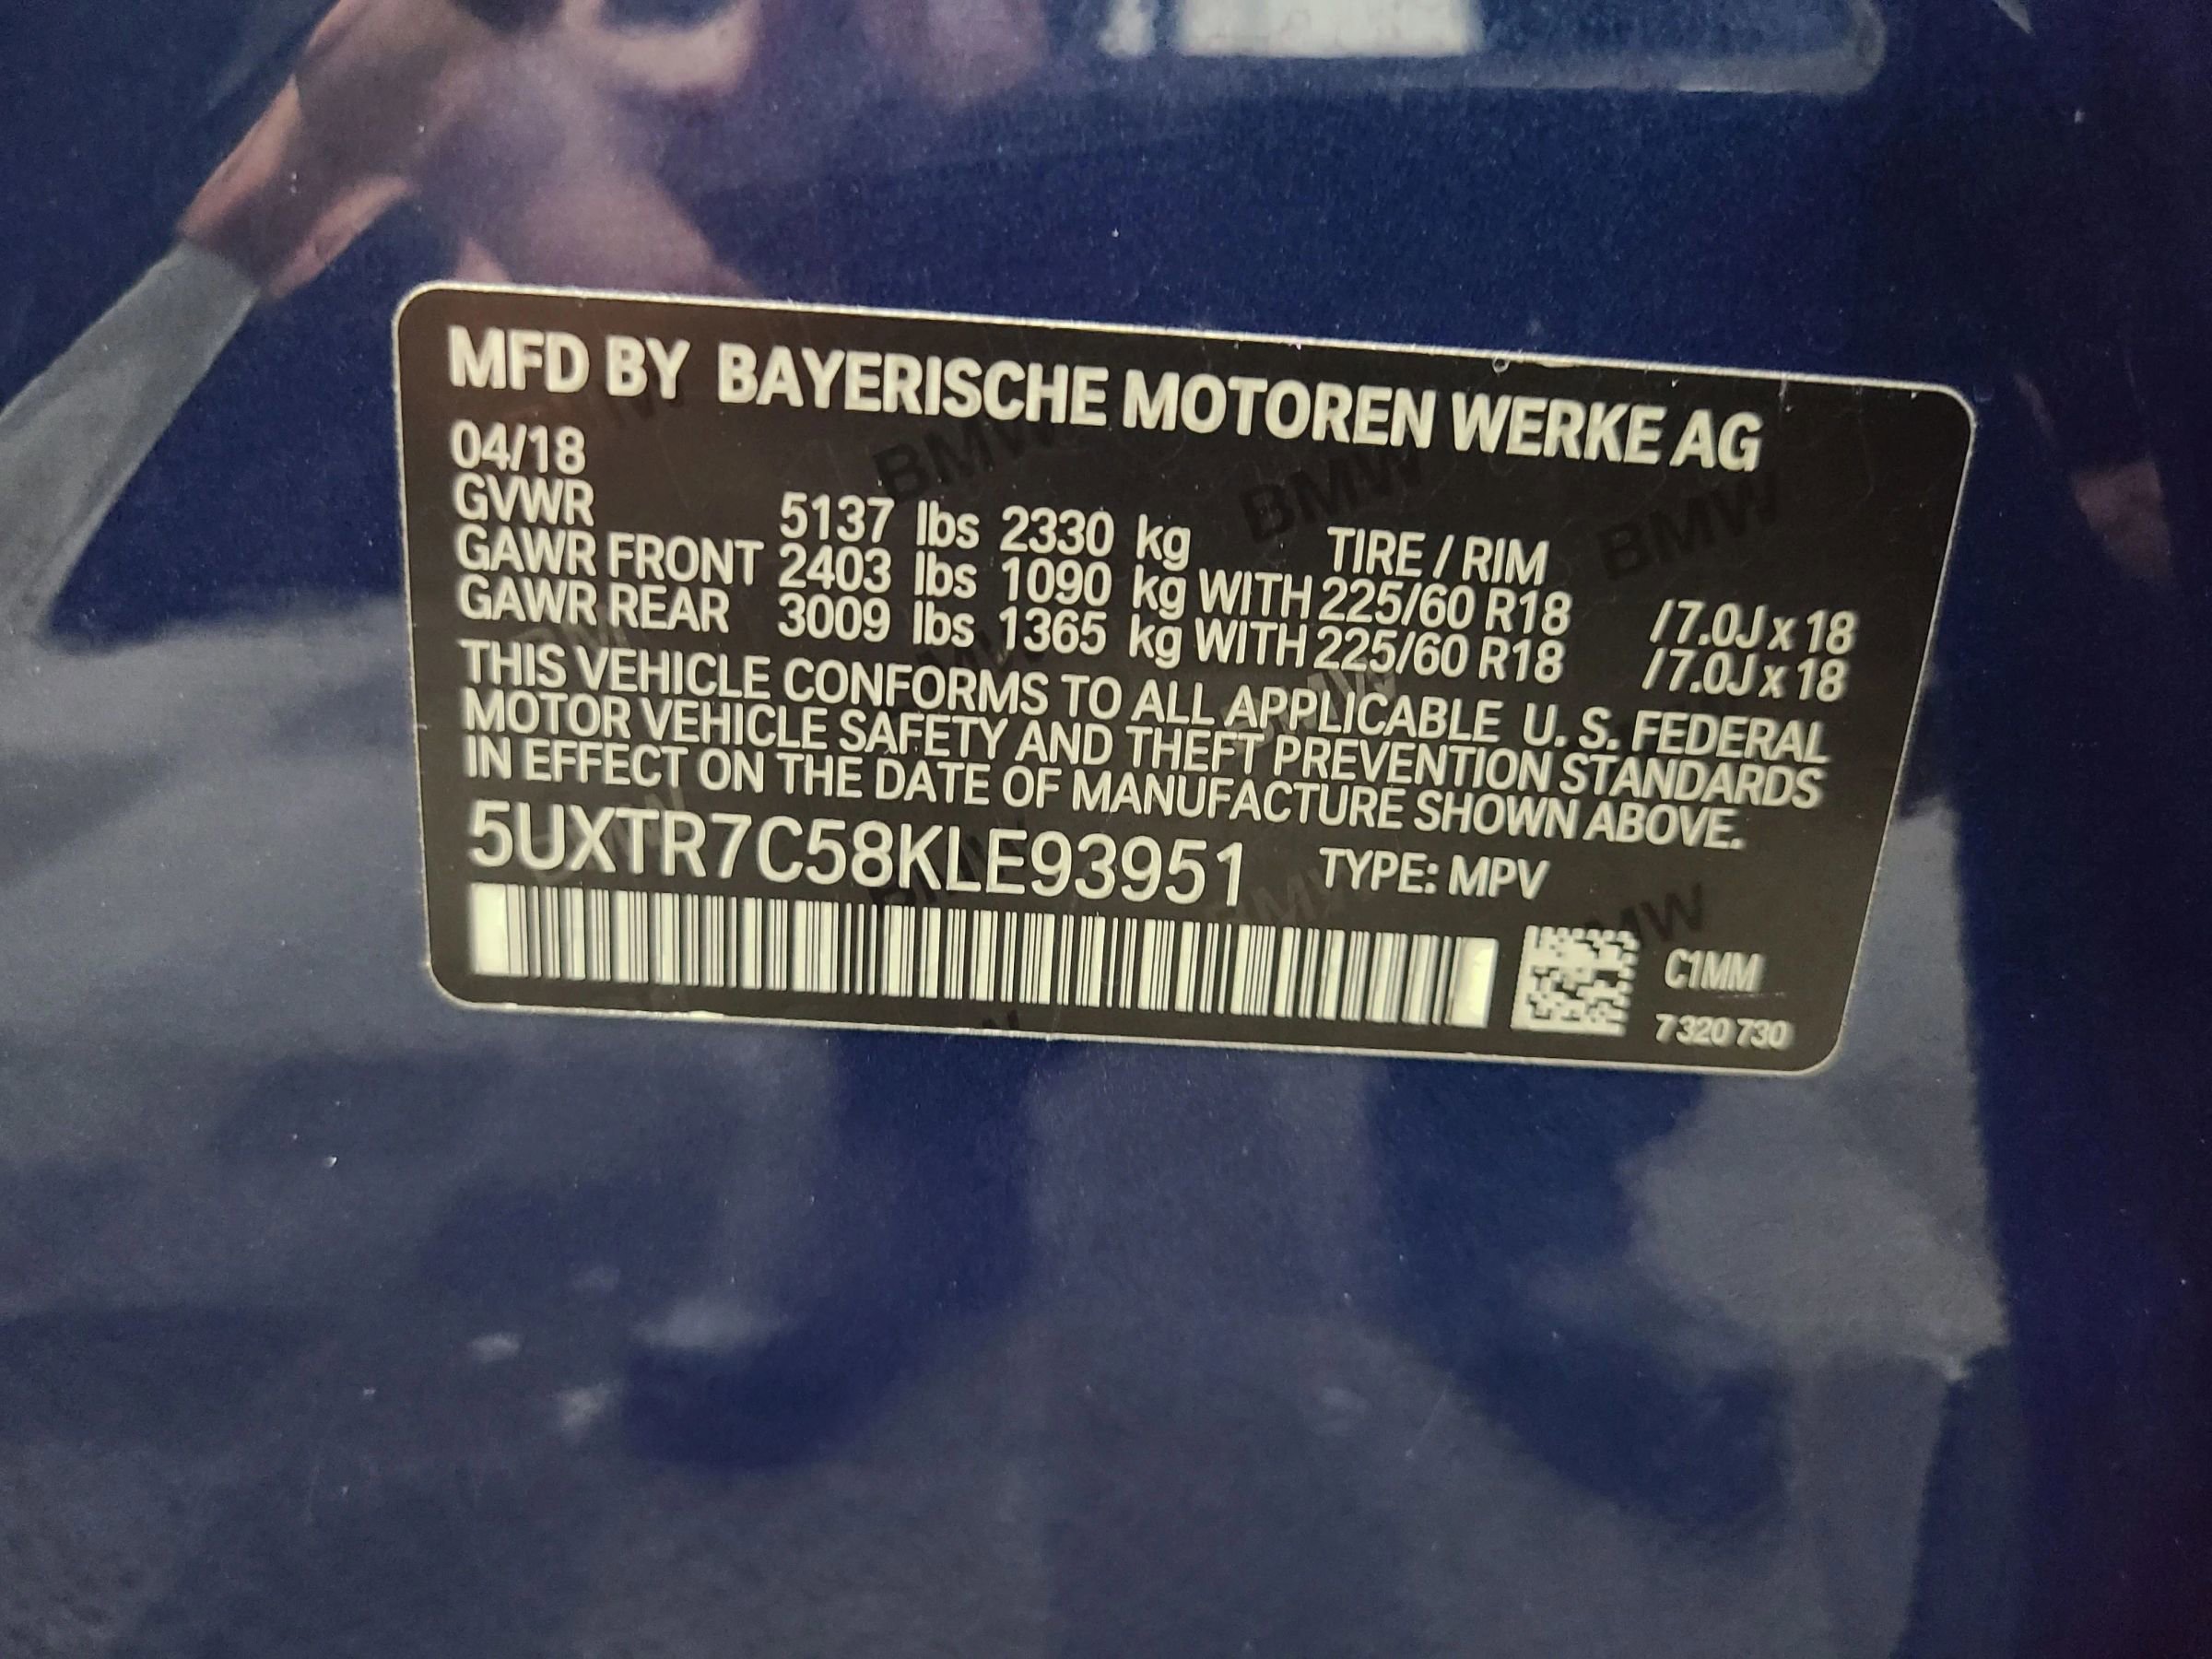 MFD BY BAYERISCHE MOTOREN WERKE AG
04/18
GVWR 5137 lbs 2330 kg TIRE / RIM
GAWR FRONT 2403 lbs 1090 kg WITH 225/60 R18 / 7.0J x 18
GAWR REAR 3009 lbs 1365 kg WITH 225/60 R18 / 7.0J x 18
THIS VEHICLE CONFORMS TO ALL APPLICABLE U. S. FEDERAL
MOTOR VEHICLE SAFETY AND THEFT PREVENTION STANDARDS
IN EFFECT ON THE DATE OF MANUFACTURE SHOWN ABOVE.
5UXTR7C58KLE93951 TYPE: MPV
C1MM
7 320 730